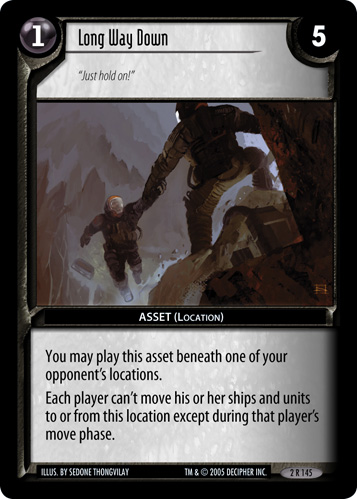 1 Long Way Down 5
“Just hold on!”
ASSET (LOCATION)
You may play this asset beneath one of your
opponent's locations.
Each player can't move his or her ships and units
to or from this location except during that player's
move phase.
ILLUS. BY SEDONE THONGVILAY TM & © 2005 DECIPHER INC. 2 R 145